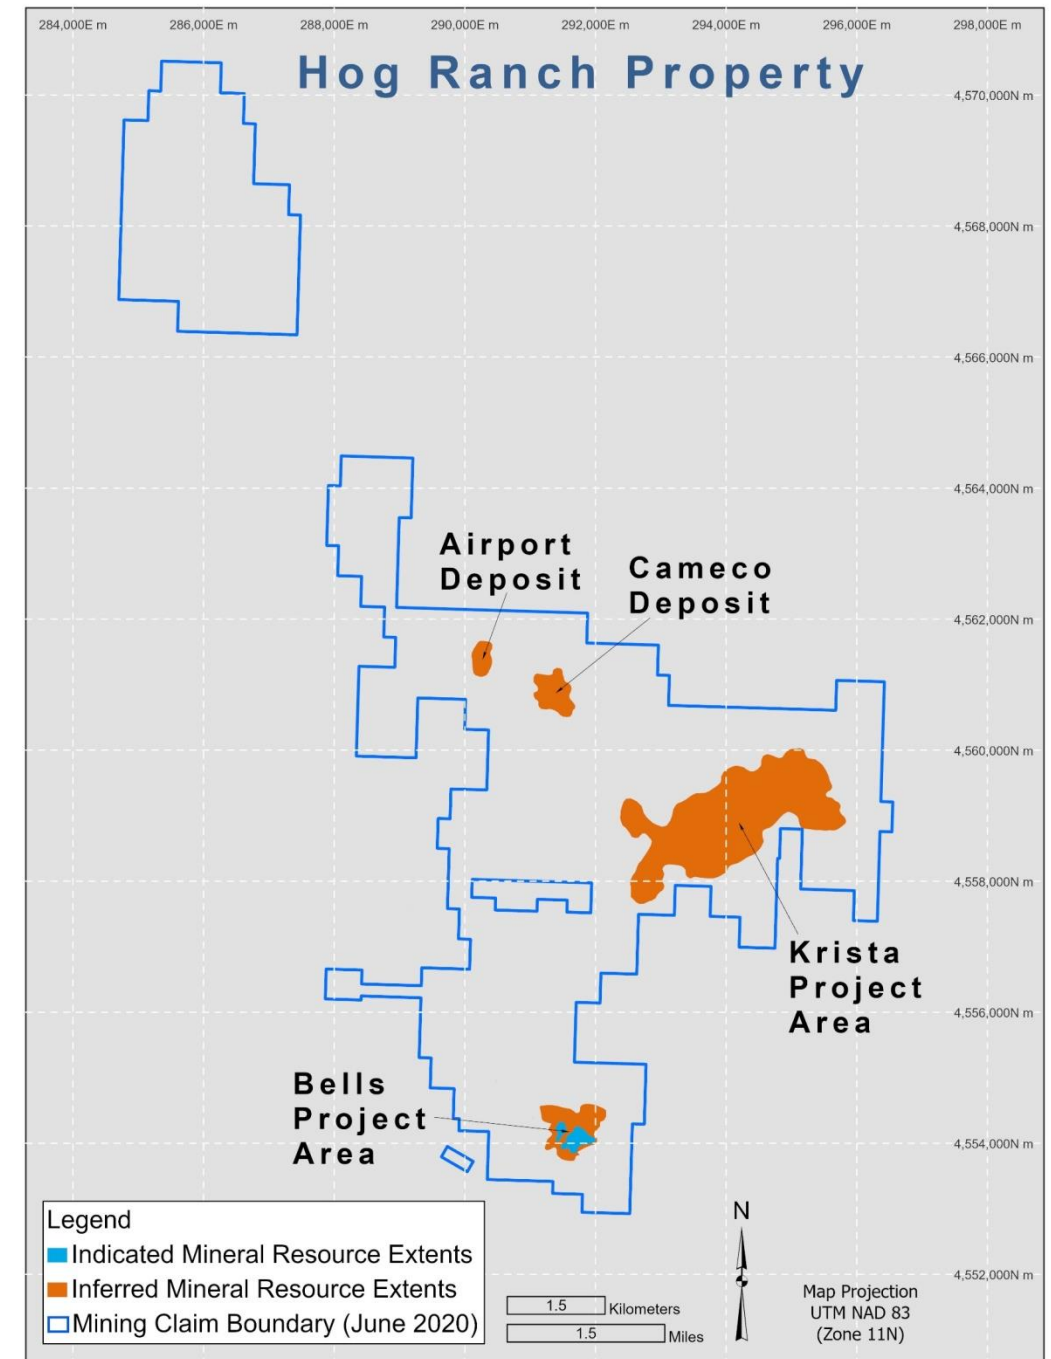 284,000E m
286,000E m
288,000E m
290,000E m
292,000E m
294,000E m
296,000E m
298,000E m
Hog Ranch Property
4,570,000N m
4,568,000N m
4,566,000N m
4,564,000N m
Airport
Deposit
Cameco
Deposit
4,562,000N m
4,560,000N m
4,558,000N m
Krista
Project
Area
4,556,000N m
Bells
Project
Area
4,554,000N m
Legend
Indicated Mineral Resource Extents
Inferred Mineral Resource Extents
Mining Claim Boundary (June 2020)
1.5 Kilometers
1.5 Miles
N
4,552,000N m
Map Projection
UTM NAD 83
(Zone 11N)